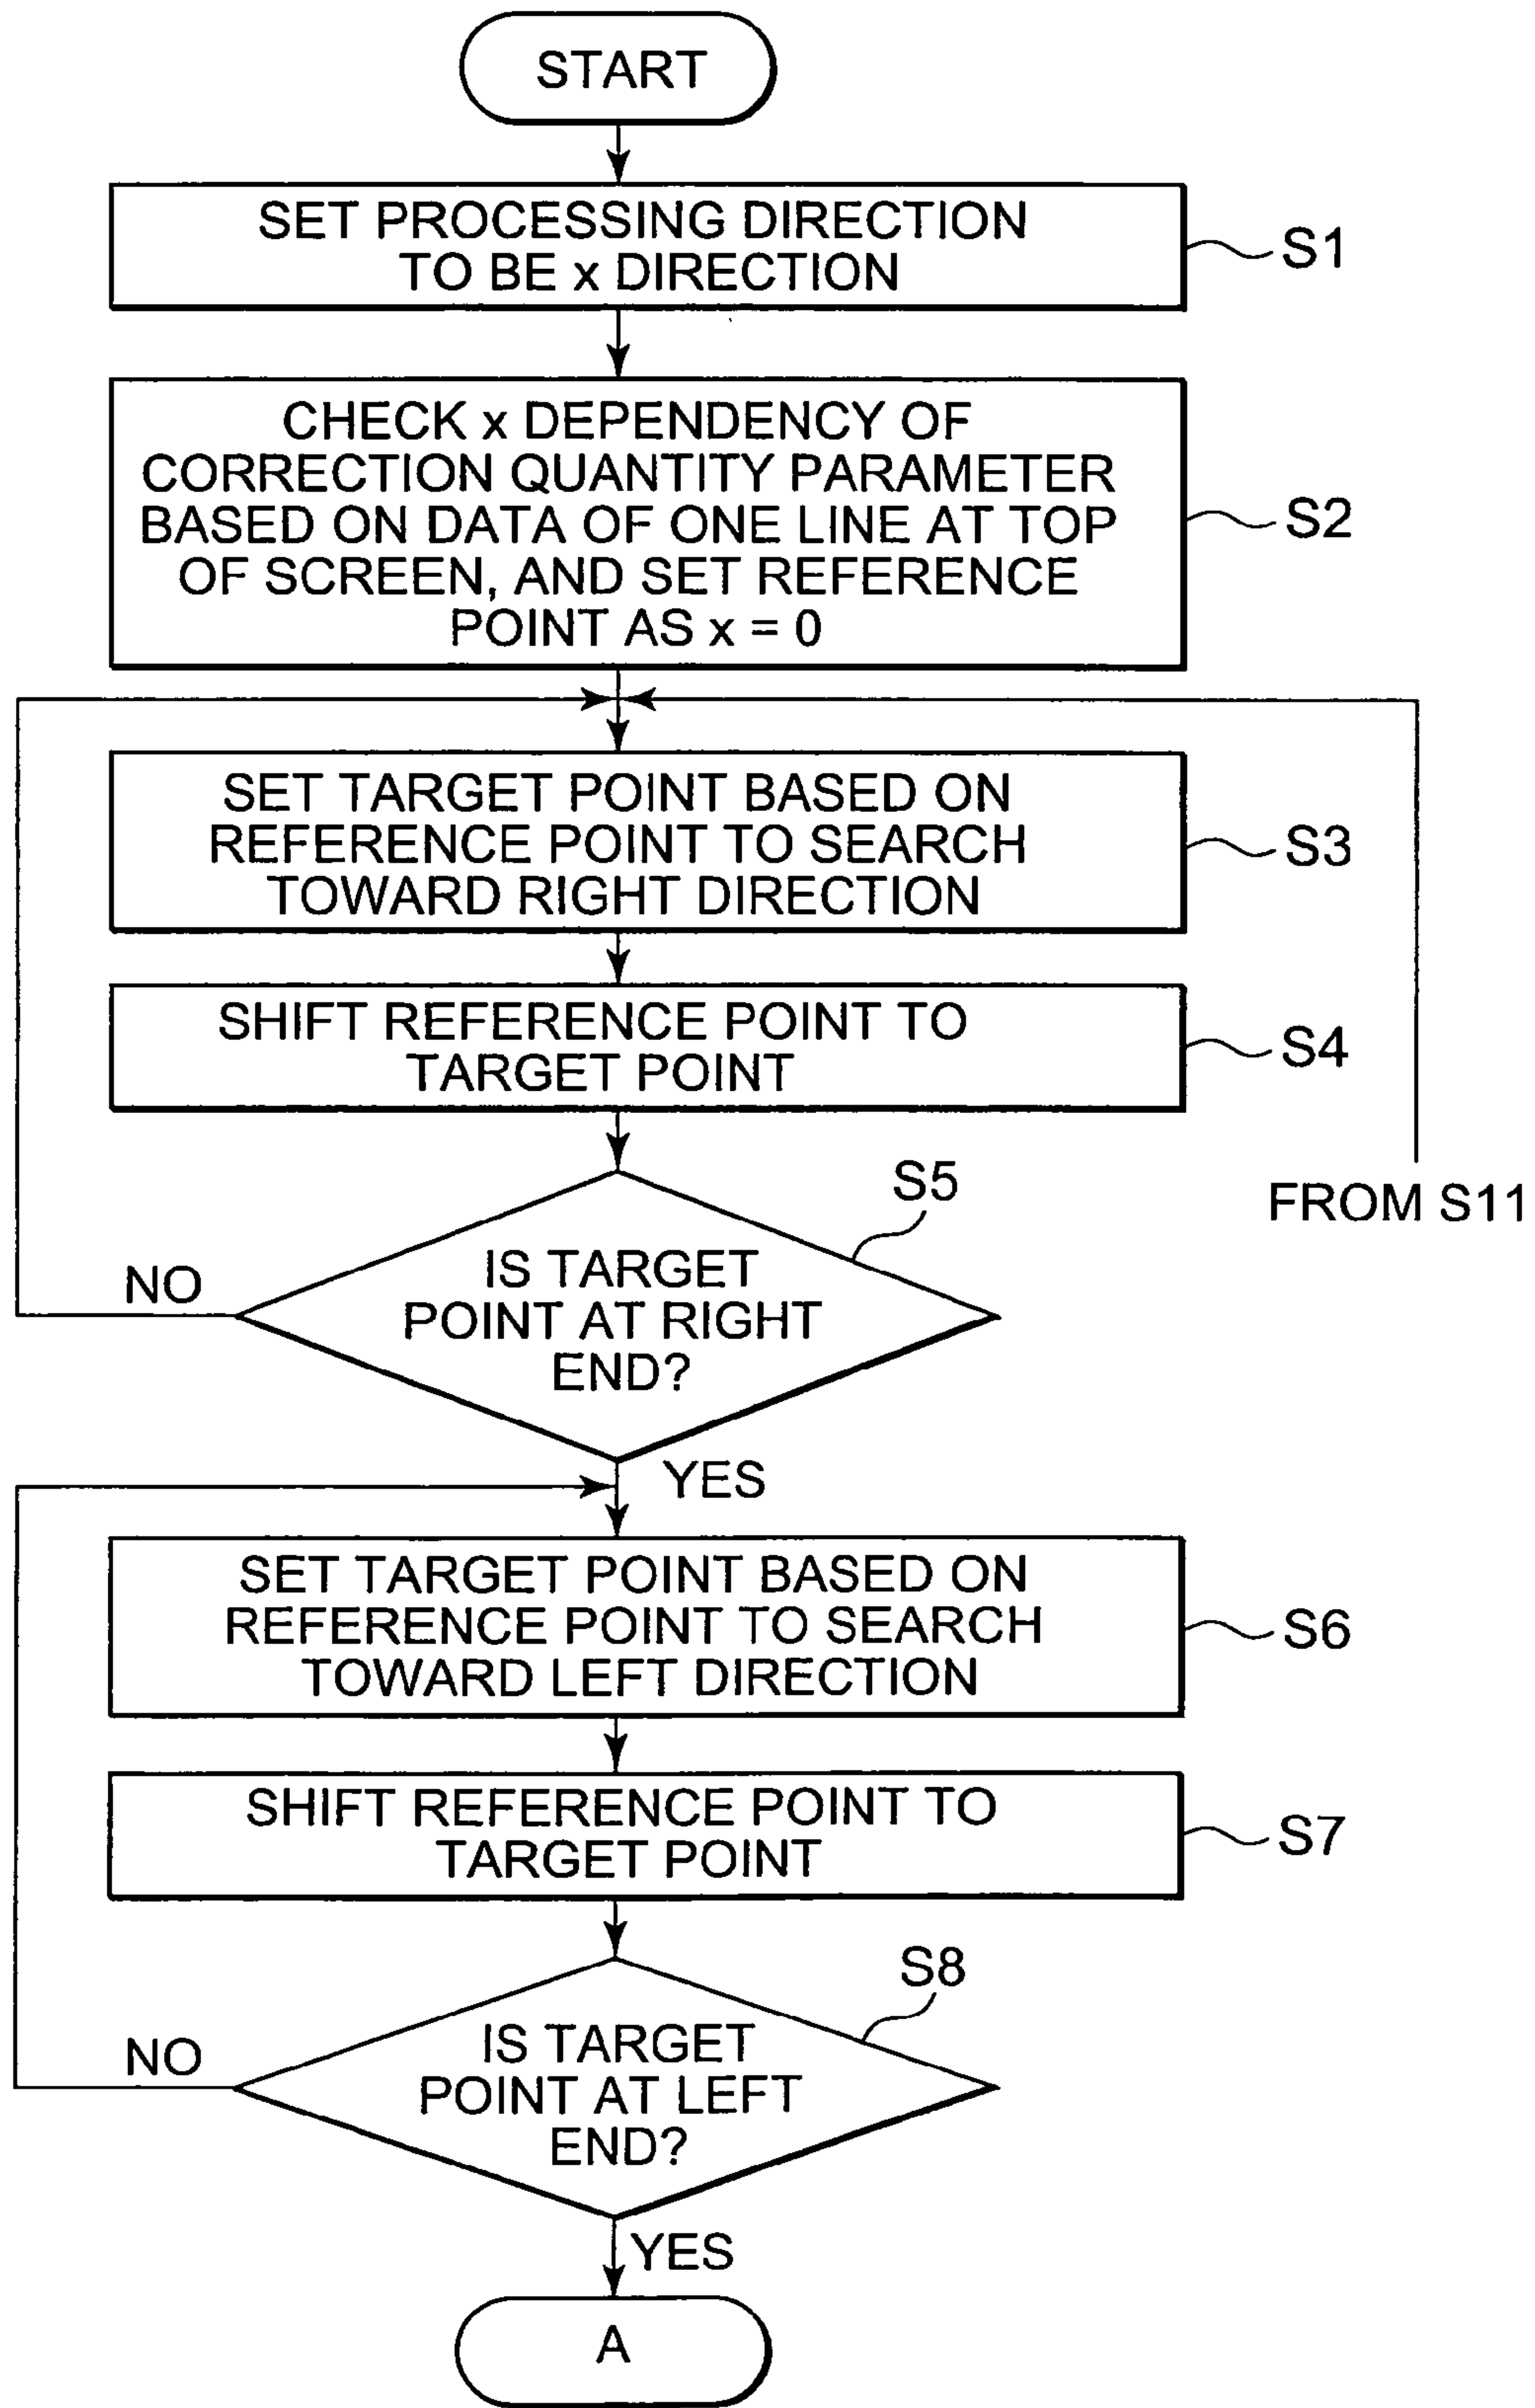 START
SET PROCESSING DIRECTION
TO BE x DIRECTION
S1
CHECK x DEPENDENCY OF
CORRECTION QUANTITY PARAMETER
BASED ON DATA OF ONE LINE AT TOP
OF SCREEN, AND SET REFERENCE
POINT AS x = 0
S2
SET TARGET POINT BASED ON
REFERENCE POINT TO SEARCH
TOWARD RIGHT DIRECTION
S3
SHIFT REFERENCE POINT TO
TARGET POINT
S4
S5
FROM S11
IS TARGET
POINT AT RIGHT
END?
NO
YES
SET TARGET POINT BASED ON
REFERENCE POINT TO SEARCH
TOWARD LEFT DIRECTION
S6
SHIFT REFERENCE POINT TO
TARGET POINT
S7
S8
IS TARGET
POINT AT LEFT
END?
NO
YES
A